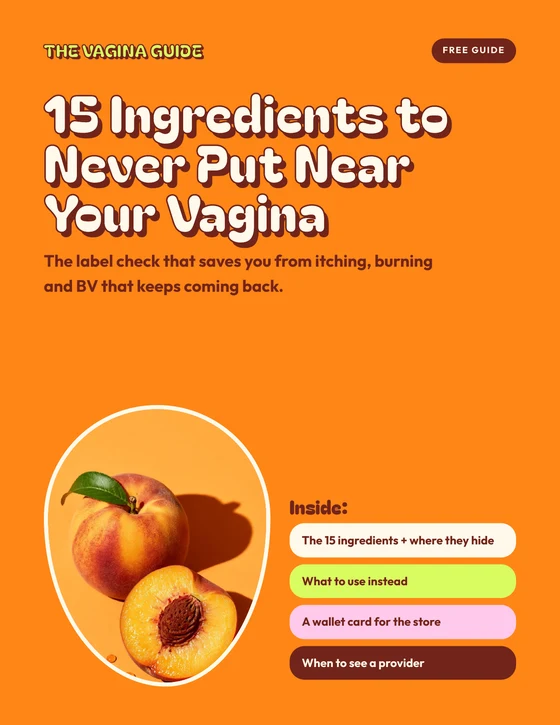 THE VAGINA GUIDE
FREE GUIDE
15 Ingredients to
Never Put Near
Your Vagina
The label check that saves you from itching, burning
and BV that keeps coming back.
Inside:
The 15 ingredients + where they hide
What to use instead
A wallet card for the store
When to see a provider